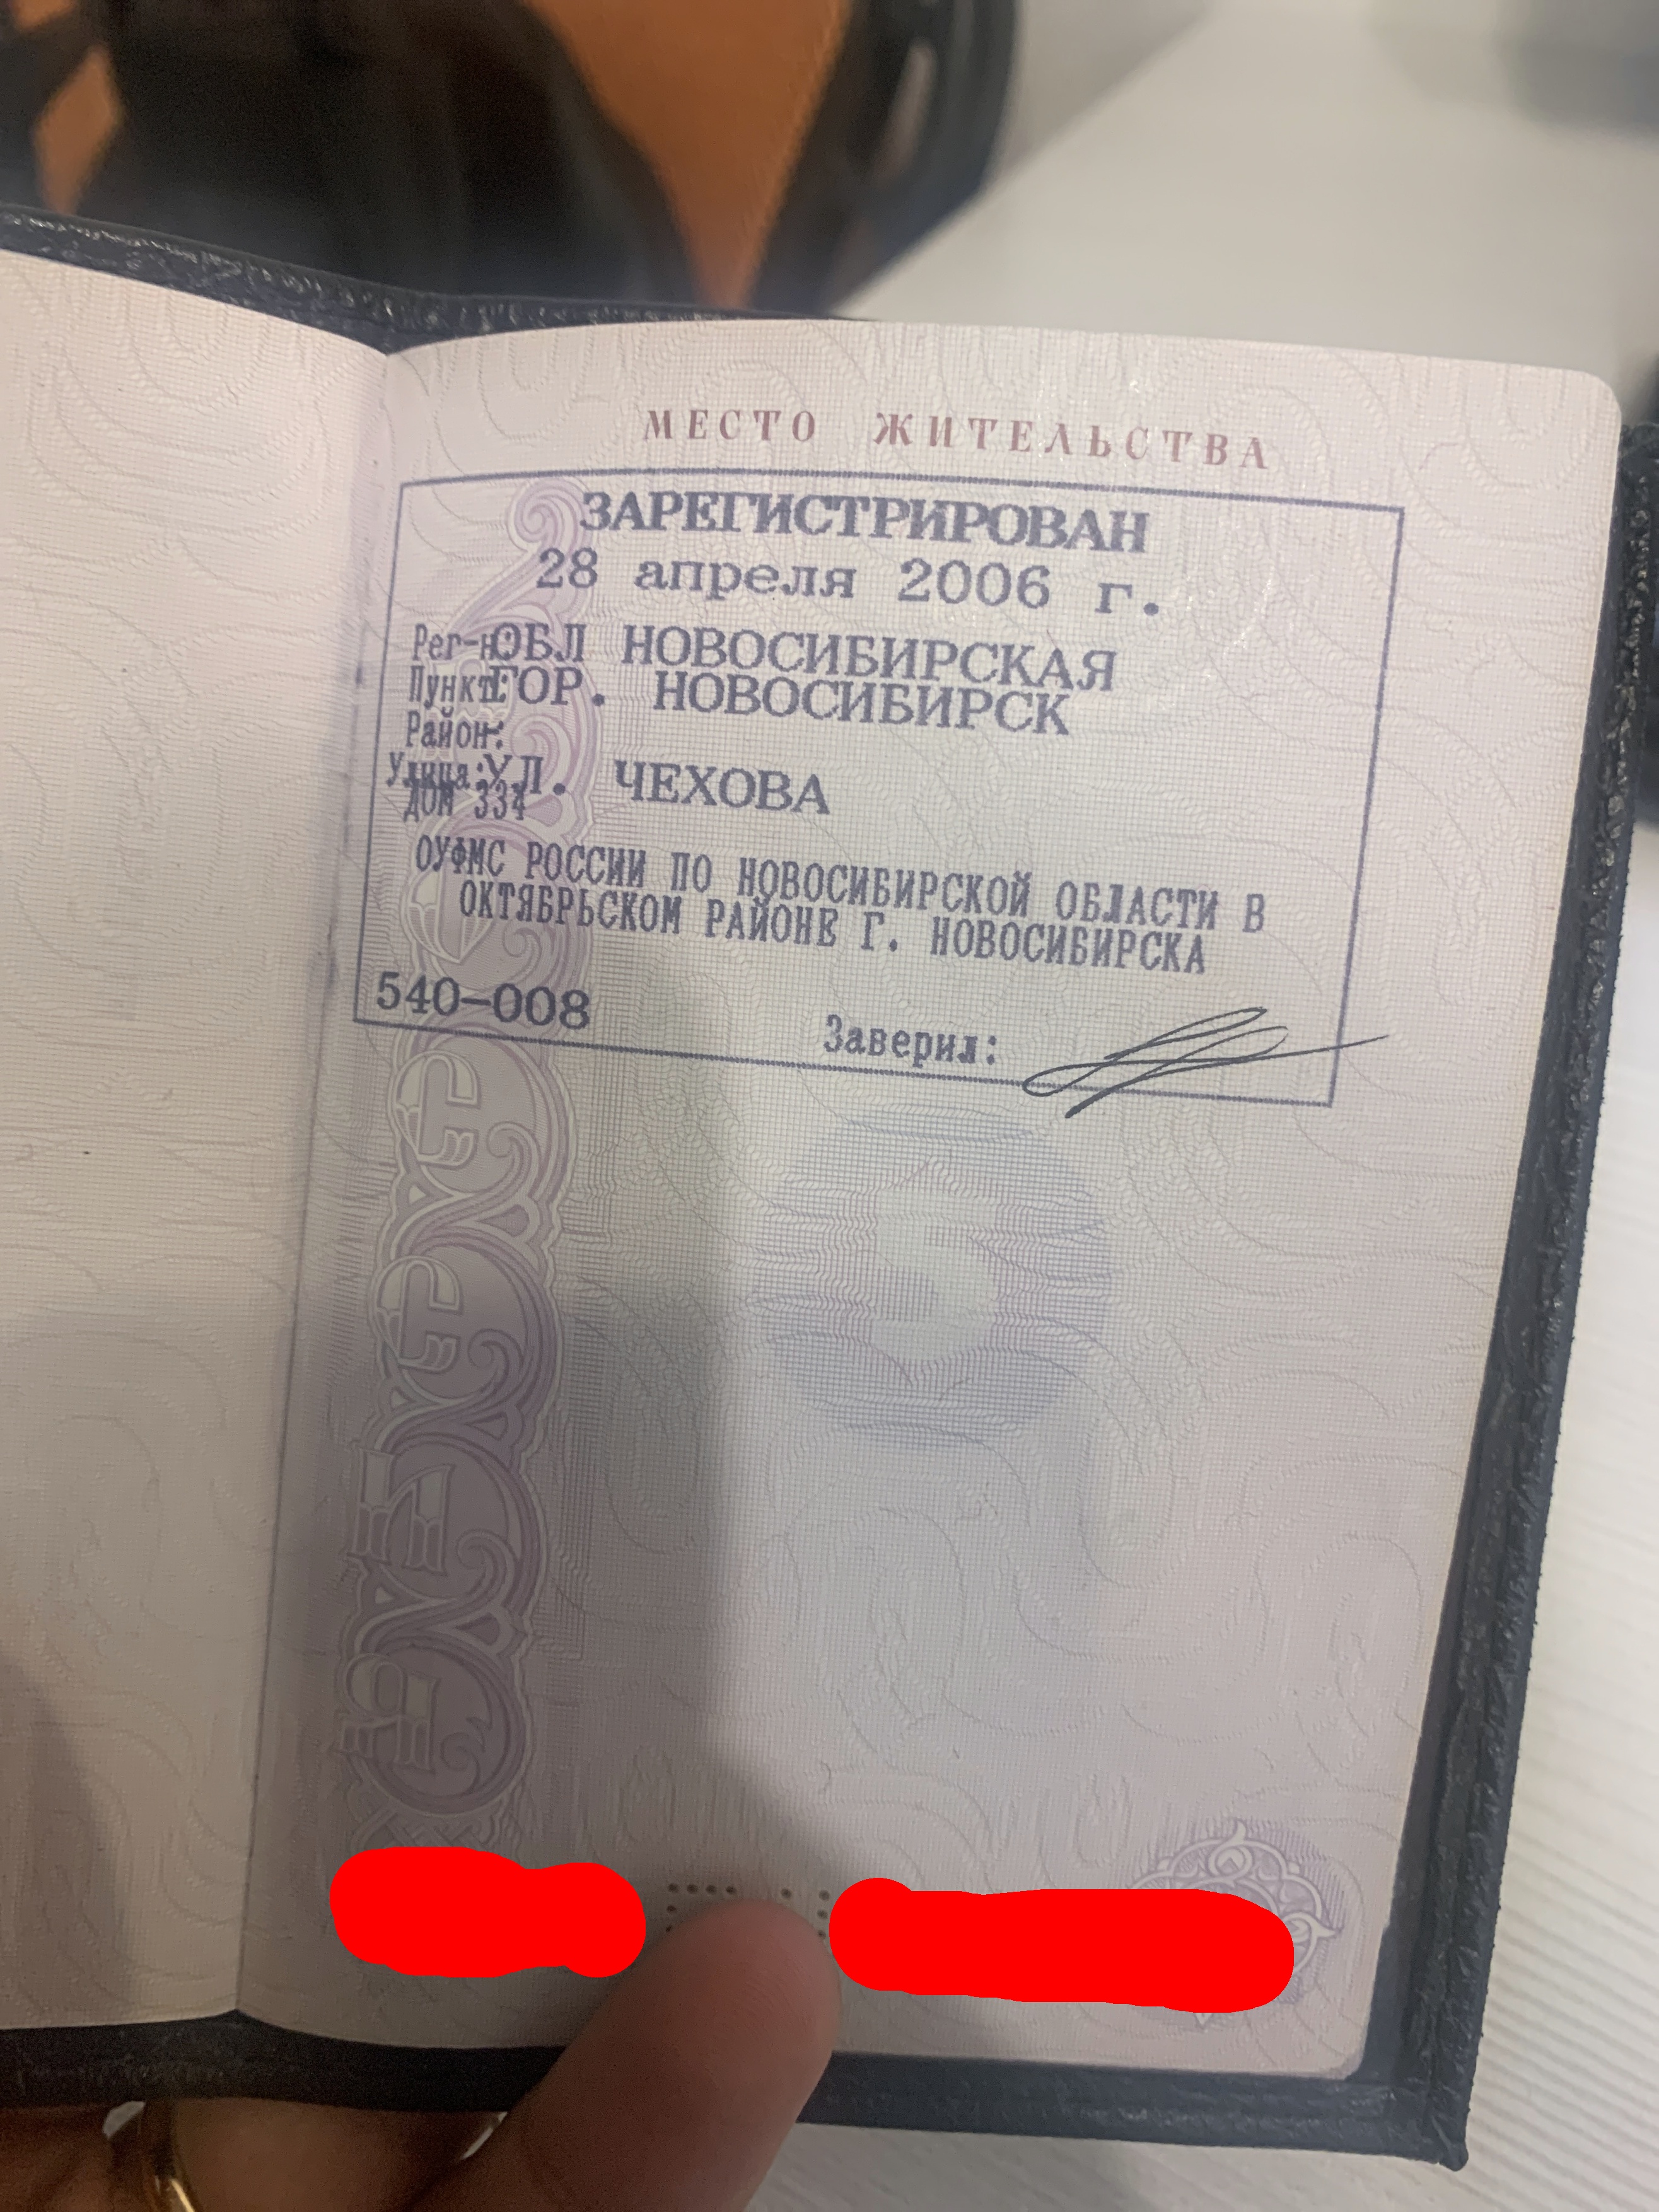 МЕСТО ЖИТЕЛЬСТВА
ЗАРЕГИСТРИРОВАН
28 апреля 2006 г.
Рег-н: ОБЛ НОВОСИБИРСКАЯ
Пункт: ГОР. НОВОСИБИРСК
Район: -
Улица: УЛ. ЧЕХОВА
ДОМ 334
ОУФМС РОССИИ ПО НОВОСИБИРСКОЙ ОБЛАСТИ В
ОКТЯБРЬСКОМ РАЙОНЕ Г. НОВОСИБИРСКА
540-008
Заверил: